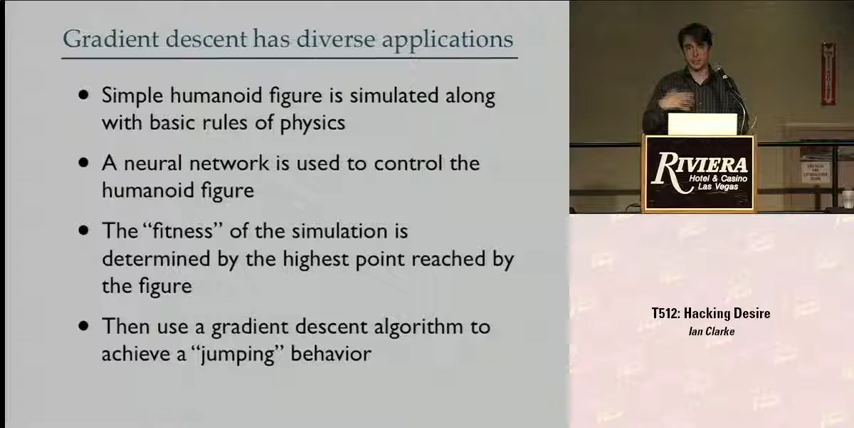 Gradient descent has diverse applications
• Simple humanoid figure is simulated along
with basic rules of physics
• A neural network is used to control the
humanoid figure
• The “fitness” of the simulation is
determined by the highest point reached by
the figure
• Then use a gradient descent algorithm to
achieve a “jumping” behavior
RIVIERA
Hotel & Casino
Las Vegas
T512: Hacking Desire
Ian Clarke